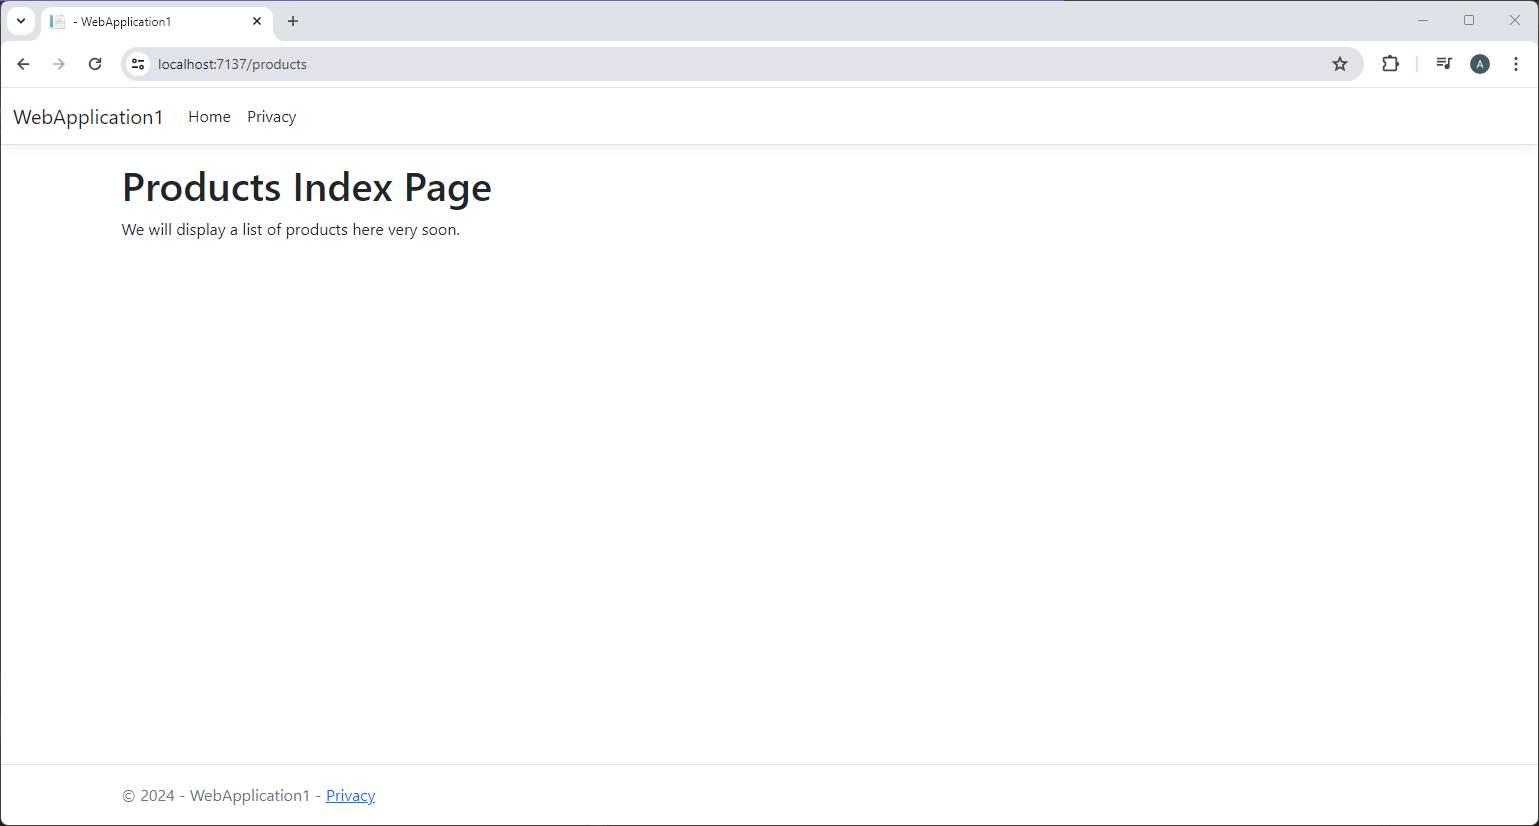 - WebApplication1
localhost:7137/products
A
WebApplication1 Home Privacy
Products Index Page
We will display a list of products here very soon.
© 2024 - WebApplication1 - Privacy